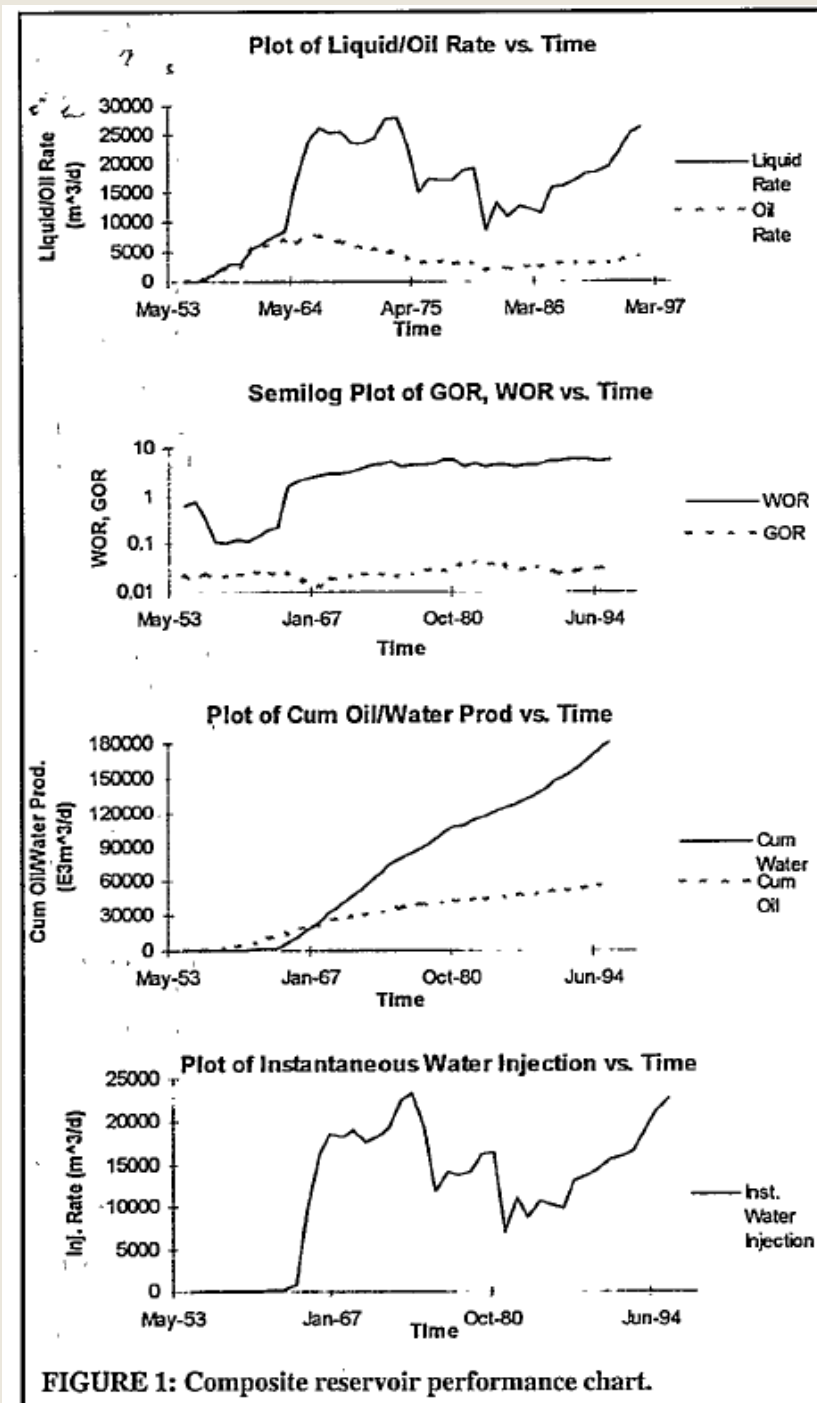 Plot of Liquid/Oil Rate vs. Time
Liquid/Oil Rate
(m^3/d)
30000
25000
20000
15000
10000
5000
0
May-53
May-64
Apr-75
Mar-86
Mar-97
Time
Liquid
Rate
Oil
Rate
Semilog Plot of GOR, WOR vs. Time
WOR, GOR
10
1
0.1
0.01
May-53
Jan-67
Oct-80
Jun-94
Time
WOR
GOR
Plot of Cum Oil/Water Prod vs. Time
Cum Oil/Water Prod.
(E3m^3/d)
180000
150000
120000
90000
60000
30000
0
May-53
Jan-67
Oct-80
Jun-94
Time
Cum
Water
Cum
Oil
Plot of Instantaneous Water Injection vs. Time
Inj. Rate (m^3/d)
25000
20000
15000
10000
5000
0
May-53
Jan-67
Oct-80
Jun-94
Time
Inst.
Water
Injection
FIGURE 1: Composite reservoir performance chart.